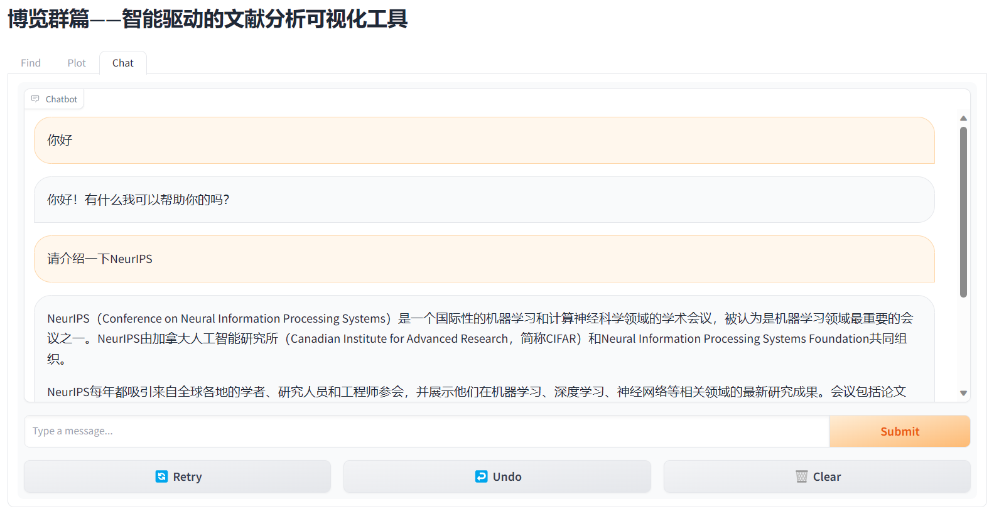 博览群篇——智能驱动的文献分析可视化工具
Find Plot Chat
Chatbot
你好
你好！有什么我可以帮助你的吗？
请介绍一下NeurIPS
NeurIPS（Conference on Neural Information Processing Systems）是一个国际性的机器学习和计算神经科学领域的学术会议，被认为是机器学习领域最重要的会
议之一。NeurIPS由加拿大人工智能研究所（Canadian Institute for Advanced Research，简称CIFAR）和Neural Information Processing Systems Foundation共同组
织。
NeurIPS每年都吸引来自全球各地的学者、研究人员和工程师参会，并展示他们在机器学习、深度学习、神经网络等相关领域的最新研究成果。会议包括论文
Type a message...
Submit
Retry Undo Clear